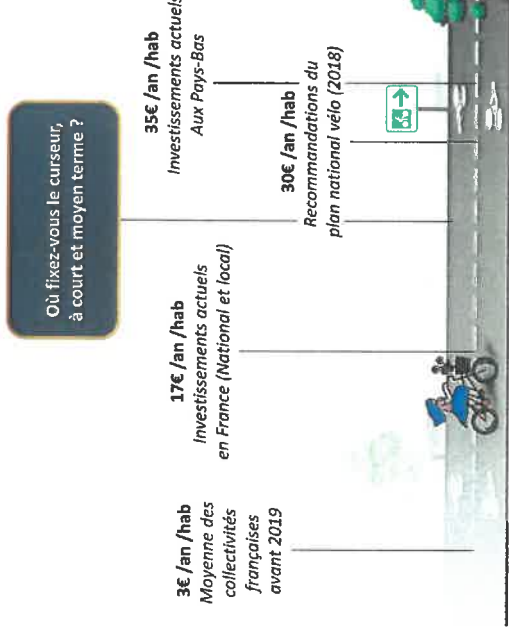 Où fixez-vous le curseur,
à court et moyen terme ?
3€ /an /hab
Moyenne des
collectivités
françaises
avant 2019
17€ /an /hab
Investissements actuels
en France (National et local)
30€ /an /hab
Recommandations du
plan national vélo (2018)
35€ /an /hab
Investissements actuels
Aux Pays-Bas